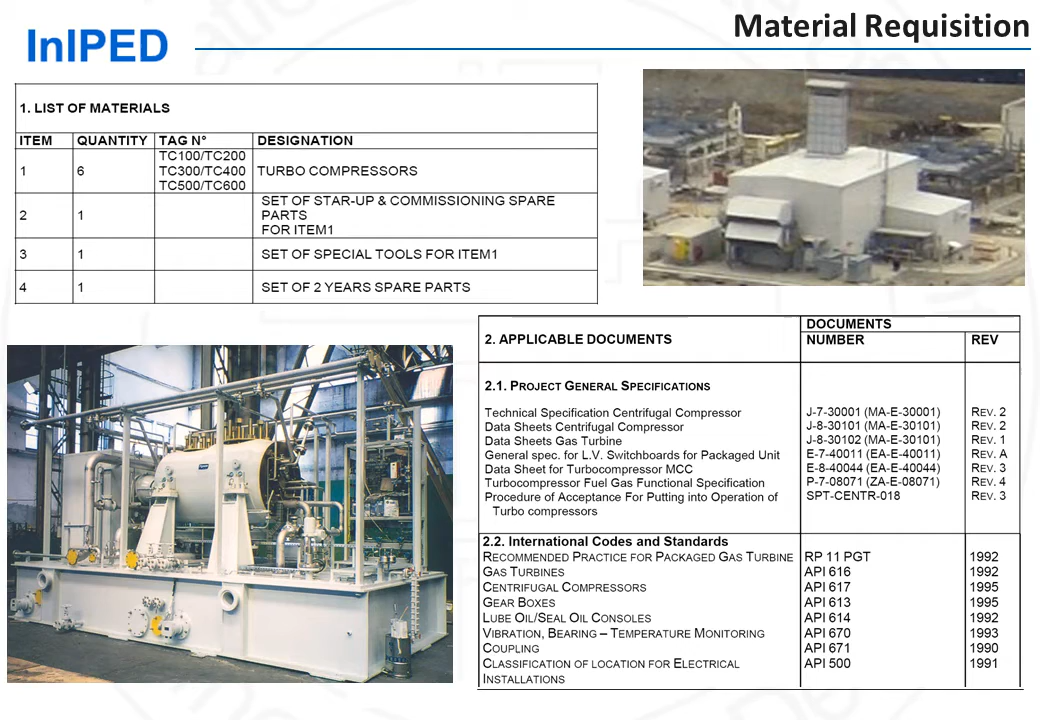 Material Requisition
InIPED
1. LIST OF MATERIALS
ITEM QUANTITY TAG N° DESIGNATION
1 6 TC100/TC200 TC300/TC400 TC500/TC600 TURBO COMPRESSORS
2 1 SET OF STAR-UP & COMMISSIONING SPARE
PARTS
FOR ITEM1
3 1 SET OF SPECIAL TOOLS FOR ITEM1
4 1 SET OF 2 YEARS SPARE PARTS
2. APPLICABLE DOCUMENTS
DOCUMENTS
NUMBER REV
2.1. PROJECT GENERAL SPECIFICATIONS
Technical Specification Centrifugal Compressor J-7-30001 (MA-E-30001) REV. 2
Data Sheets Centrifugal Compressor J-8-30101 (MA-E-30101) REV. 2
Data Sheets Gas Turbine J-8-30102 (MA-E-30101) REV. 1
General spec. for L.V. Switchboards for Packaged Unit E-7-40011 (EA-E-40011) REV. A
Data Sheet for Turbocompressor MCC E-8-40044 (EA-E-40044) REV. 3
Turbocompressor Fuel Gas Functional Specification P-7-08071 (ZA-E-08071) REV. 4
Procedure of Acceptance For Putting into Operation of SPT-CENTR-018 REV. 3
Turbo compressors
2.2. International Codes and Standards
RECOMMENDED PRACTICE FOR PACKAGED GAS TURBINE RP 11 PGT 1992
GAS TURBINES API 616 1992
CENTRIFUGAL COMPRESSORS API 617 1995
GEAR BOXES API 613 1995
LUBE OIL/SEAL OIL CONSOLES API 614 1992
VIBRATION, BEARING – TEMPERATURE MONITORING API 670 1993
COUPLING API 671 1990
CLASSIFICATION OF LOCATION FOR ELECTRICAL API 500 1991
INSTALLATIONS